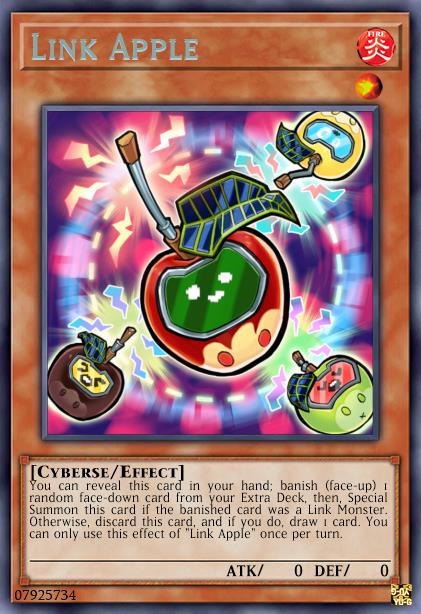 Link Apple
FIRE
炎
[Cyberse/Effect]
You can reveal this card in your hand; banish (face-up) 1
random face-down card from your Extra Deck, then, Special
Summon this card if the banished card was a Link Monster.
Otherwise, discard this card, and if you do, draw 1 card. You
can only use this effect of "Link Apple" once per turn.
ATK/ 0 DEF/ 0
07925734